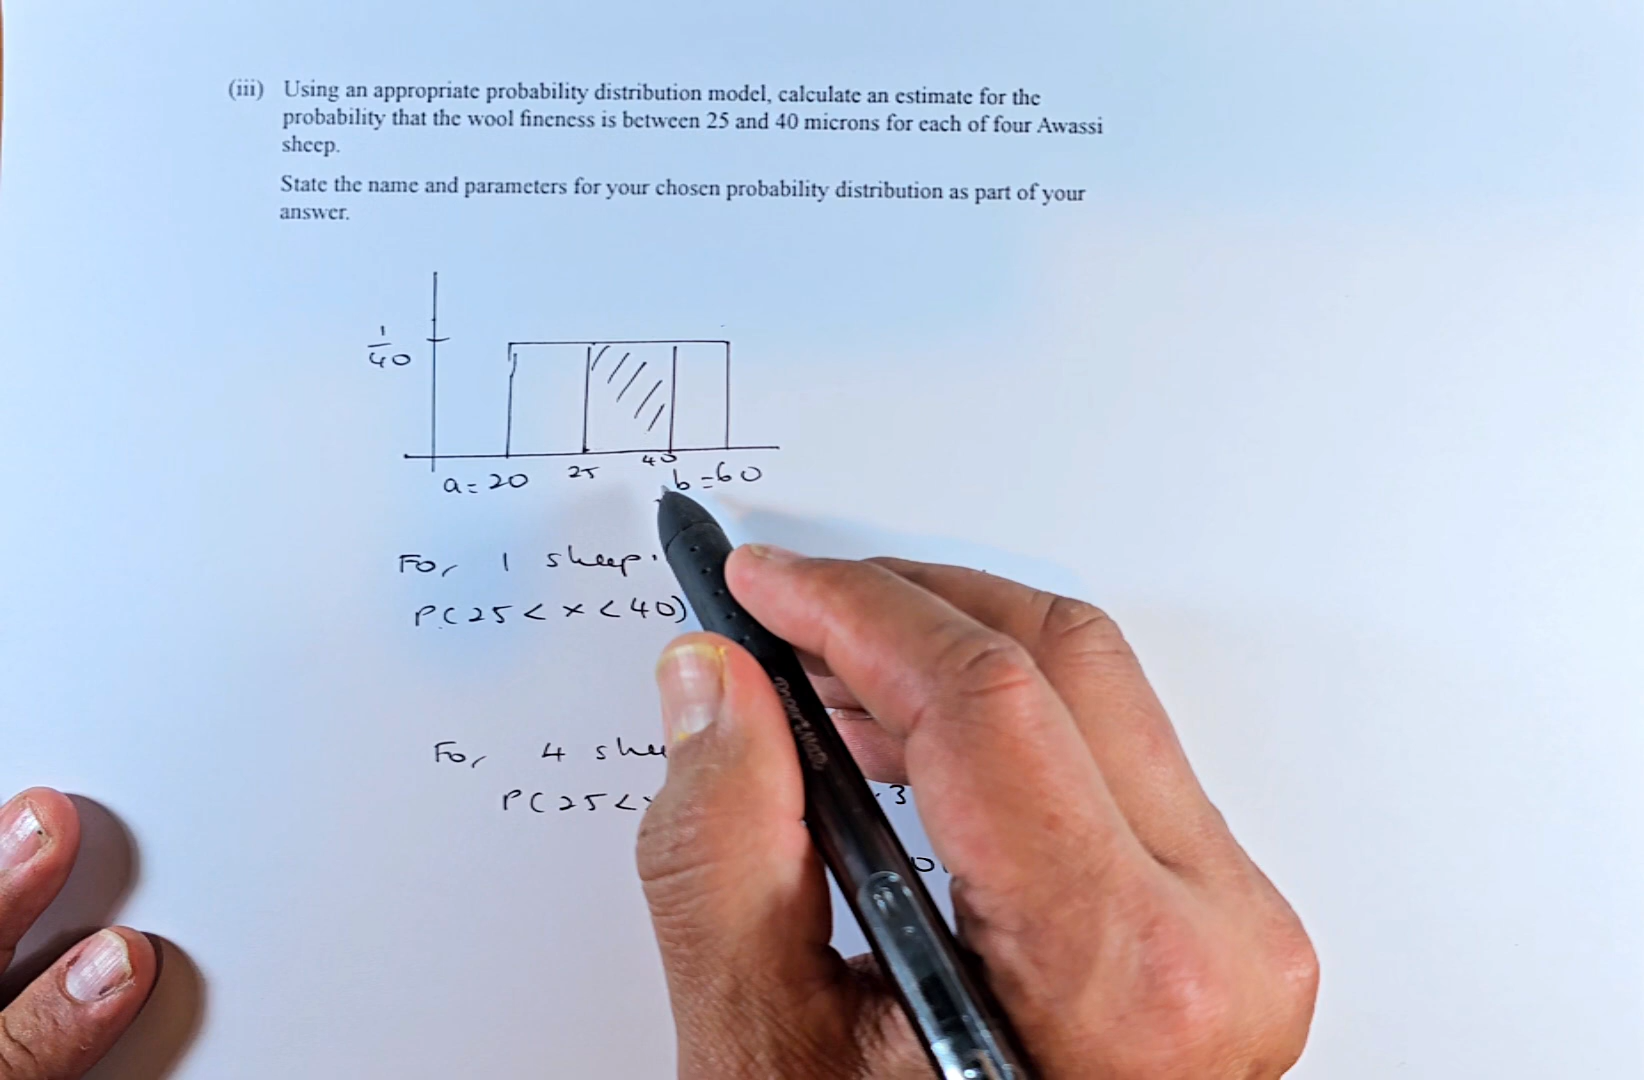 (iii) Using an appropriate probability distribution model, calculate an estimate for the
probability that the wool fineness is between 25 and 40 microns for each of four Awassi
sheep.
State the name and parameters for your chosen probability distribution as part of your
answer.
1/40
a = 20 25 40 b = 60
For 1 sheep.
P(25 < x < 40)
For 4 shee
P(25 < .3